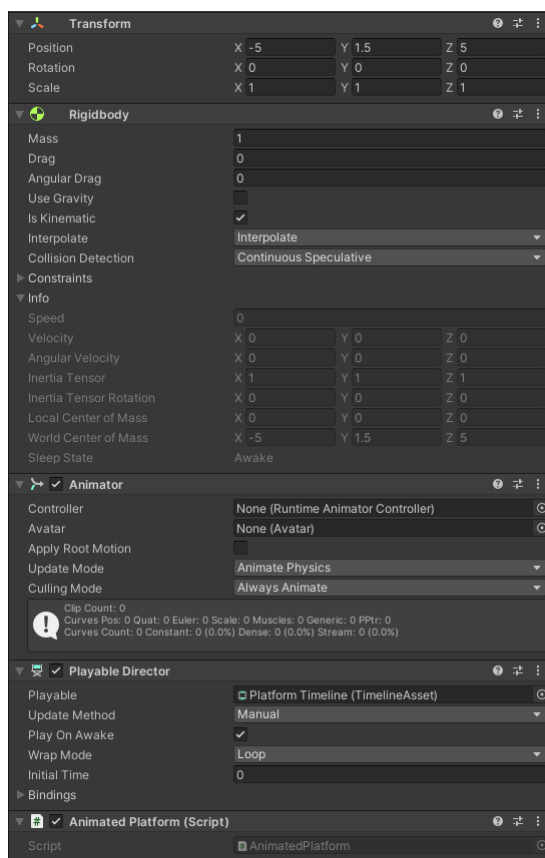 Transform
Position X -5 Y 1.5 Z 5
Rotation X 0 Y 0 Z 0
Scale X 1 Y 1 Z 1
Rigidbody
Mass 1
Drag 0
Angular Drag 0
Use Gravity
Is Kinematic
Interpolate Interpolate
Collision Detection Continuous Speculative
Constraints
Info
Speed 0
Velocity X 0 Y 0 Z 0
Angular Velocity X 0 Y 0 Z 0
Inertia Tensor X 1 Y 1 Z 1
Inertia Tensor Rotation X 0 Y 0 Z 0
Local Center of Mass X 0 Y 0 Z 0
World Center of Mass X -5 Y 1.5 Z 5
Sleep State Awake
Animator
Controller None (Runtime Animator Controller)
Avatar None (Avatar)
Apply Root Motion
Update Mode Animate Physics
Culling Mode Always Animate
Clip Count: 0
Curves Pos: 0 Quat: 0 Euler: 0 Scale: 0 Muscles: 0 Generic: 0 PPtr: 0
Curves Count: 0 Constant: 0 (0.0%) Dense: 0 (0.0%) Stream: 0 (0.0%)
Playable Director
Playable Platform Timeline (TimelineAsset)
Update Method Manual
Play On Awake
Wrap Mode Loop
Initial Time 0
Bindings
# Animated Platform (Script)
Script # AnimatedPlatform